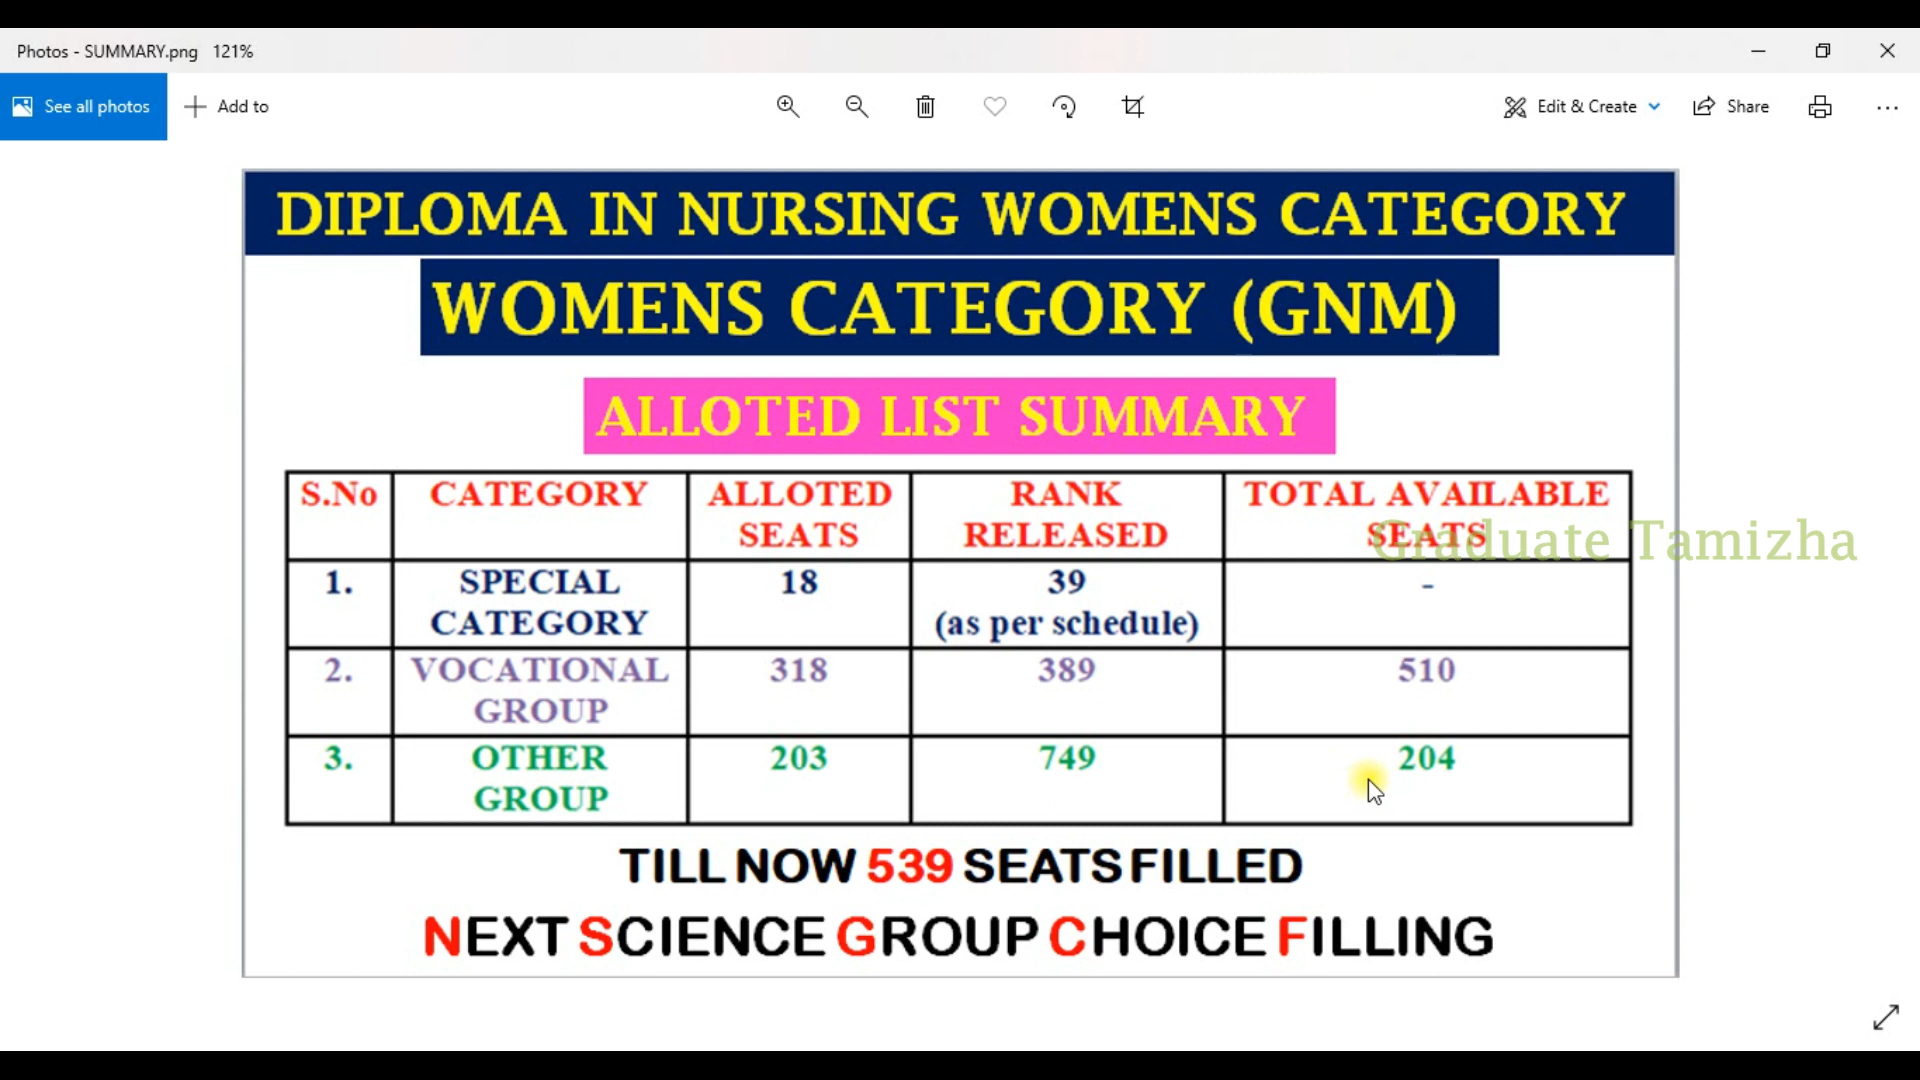 Photos - SUMMARY.png 121%
See all photos
Add to
Edit & Create
Share
DIPLOMA IN NURSING WOMENS CATEGORY
WOMENS CATEGORY (GNM)
ALLOTED LIST SUMMARY
S.No CATEGORY ALLOTED SEATS RANK RELEASED TOTAL AVAILABLE SEATS
Graduate Tamizha
1. SPECIAL CATEGORY 18 39 (as per schedule) -
2. VOCATIONAL GROUP 318 389 510
3. OTHER GROUP 203 749 204
TILL NOW 539 SEATS FILLED
NEXT SCIENCE GROUP CHOICE FILLING